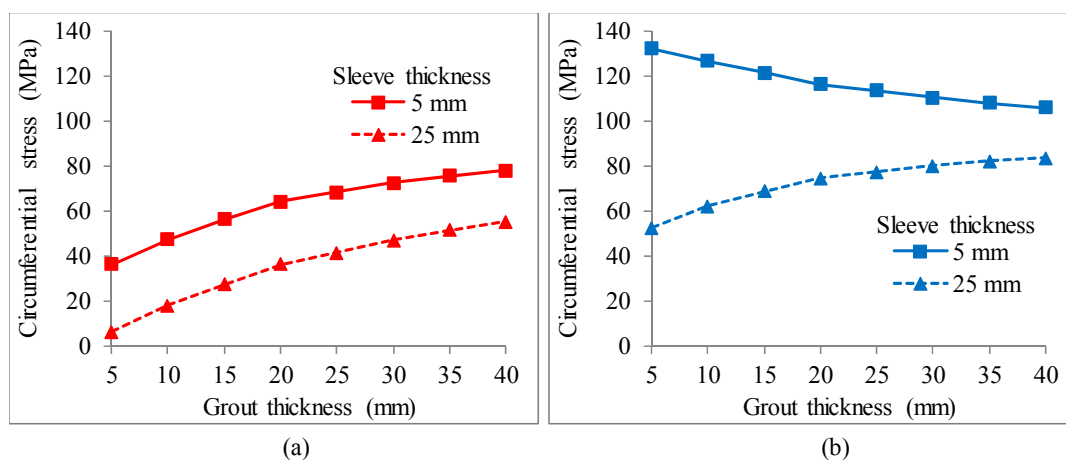 140
120
100
80
60
40
20
0
Circumferential stress (MPa)
Sleeve thickness
5 mm
25 mm
5 10 15 20 25 30 35 40
Grout thickness (mm)
(a)
140
120
100
80
60
40
20
0
Circumferential stress (MPa)
Sleeve thickness
5 mm
25 mm
5 10 15 20 25 30 35 40
Grout thickness (mm)
(b)